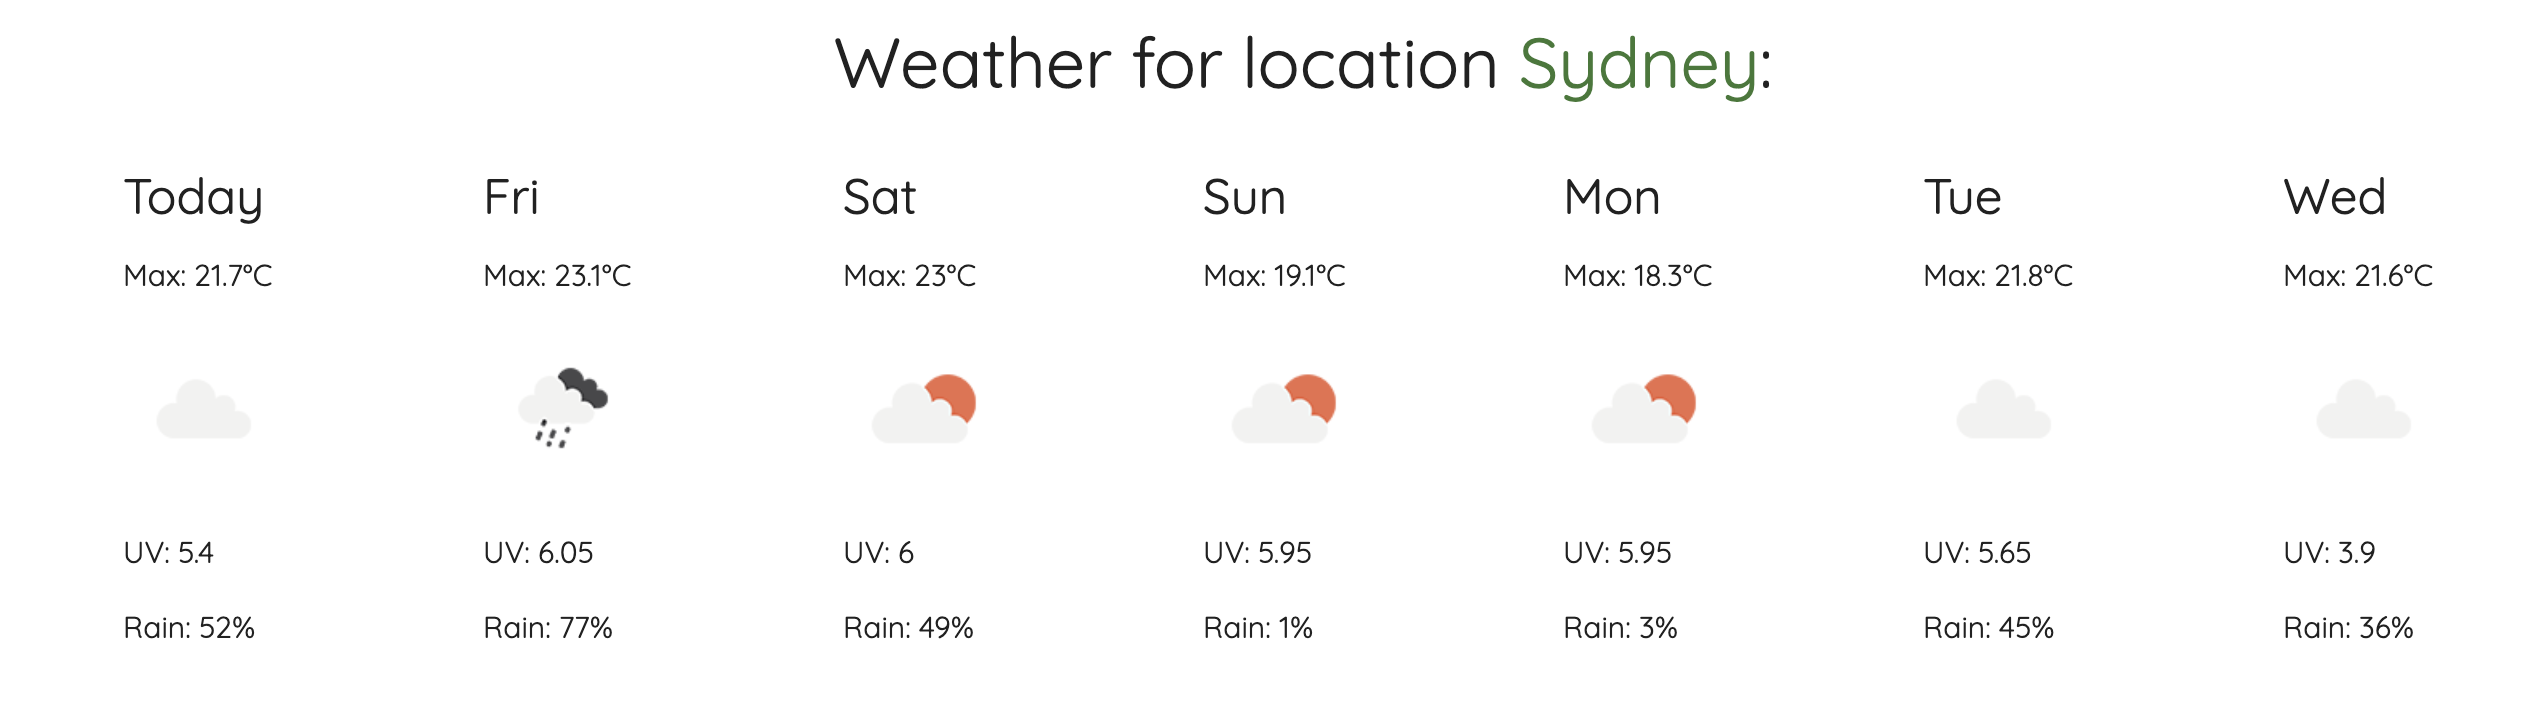 Weather for location Sydney:
Today
Max: 21.7°C
UV: 5.4
Rain: 52%
Fri
Max: 23.1°C
UV: 6.05
Rain: 77%
Sat
Max: 23°C
UV: 6
Rain: 49%
Sun
Max: 19.1°C
UV: 5.95
Rain: 1%
Mon
Max: 18.3°C
UV: 5.95
Rain: 3%
Tue
Max: 21.8°C
UV: 5.65
Rain: 45%
Wed
Max: 21.6°C
UV: 3.9
Rain: 36%